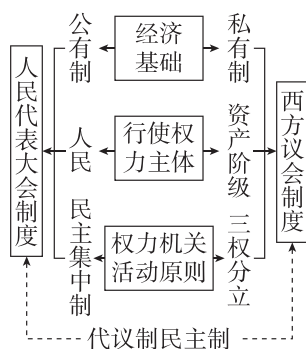 人民代表大会制度
公有制
经济
基础
私有制
人民
行使权
力主体
资产阶级
民主集中制
权力机关
活动原则
三权分立
西方议会制度
代议制民主制